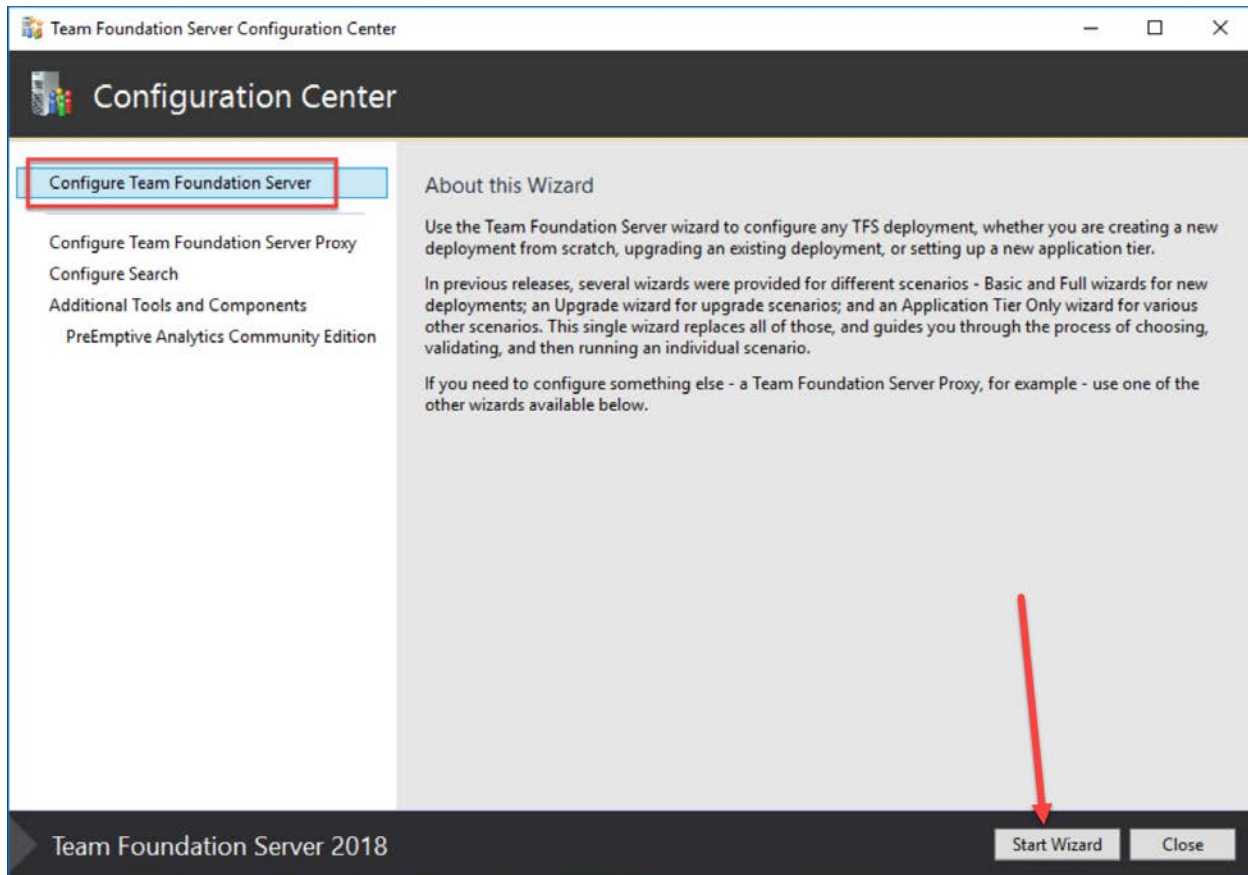 Team Foundation Server Configuration Center
Configuration Center
Configure Team Foundation Server
Configure Team Foundation Server Proxy
Configure Search
Additional Tools and Components
PreEmptive Analytics Community Edition
About this Wizard
Use the Team Foundation Server wizard to configure any TFS deployment, whether you are creating a new
deployment from scratch, upgrading an existing deployment, or setting up a new application tier.
In previous releases, several wizards were provided for different scenarios - Basic and Full wizards for new
deployments; an Upgrade wizard for upgrade scenarios; and an Application Tier Only wizard for various
other scenarios. This single wizard replaces all of those, and guides you through the process of choosing,
validating, and then running an individual scenario.
If you need to configure something else - a Team Foundation Server Proxy, for example - use one of the
other wizards available below.
Team Foundation Server 2018
Start Wizard
Close